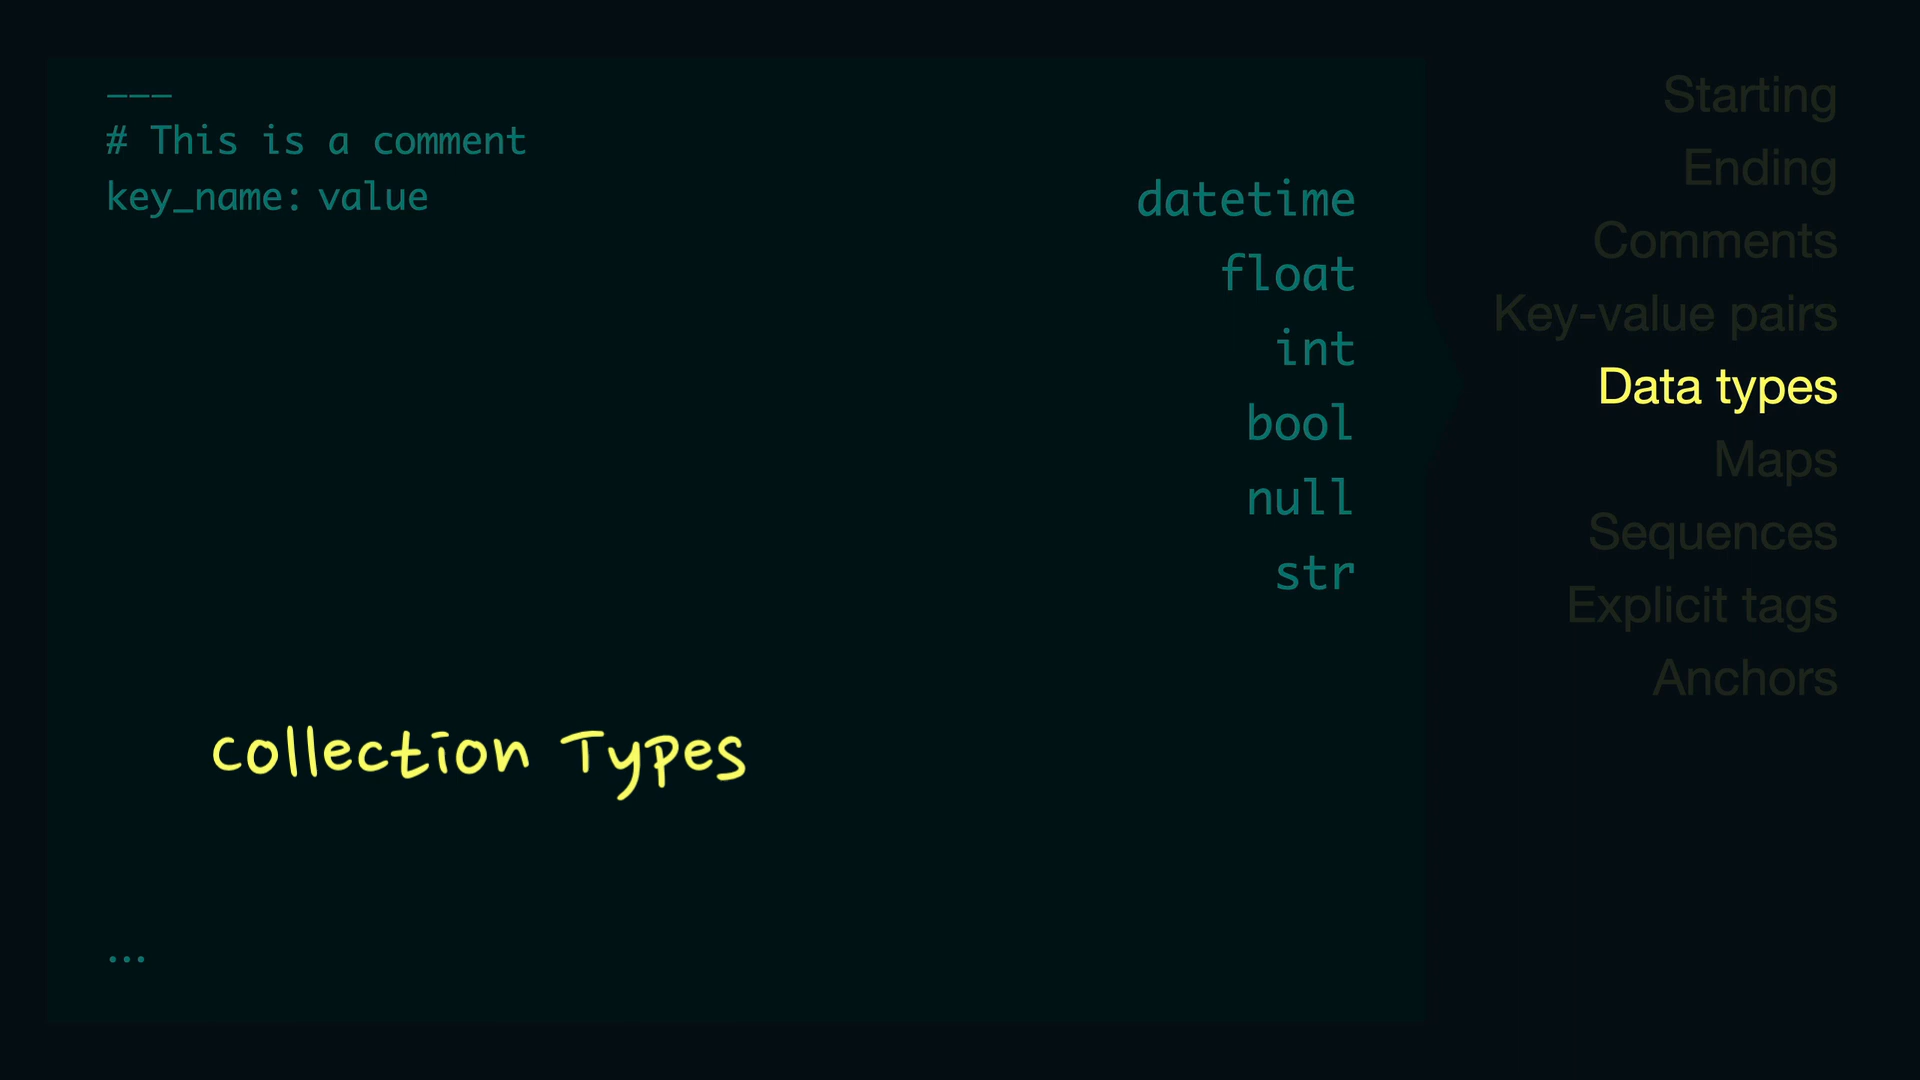 ---
# This is a comment
key_name: value
datetime
float
int
bool
null
str
Collection Types
...
Starting
Ending
Comments
Key-value pairs
Data types
Maps
Sequences
Explicit tags
Anchors